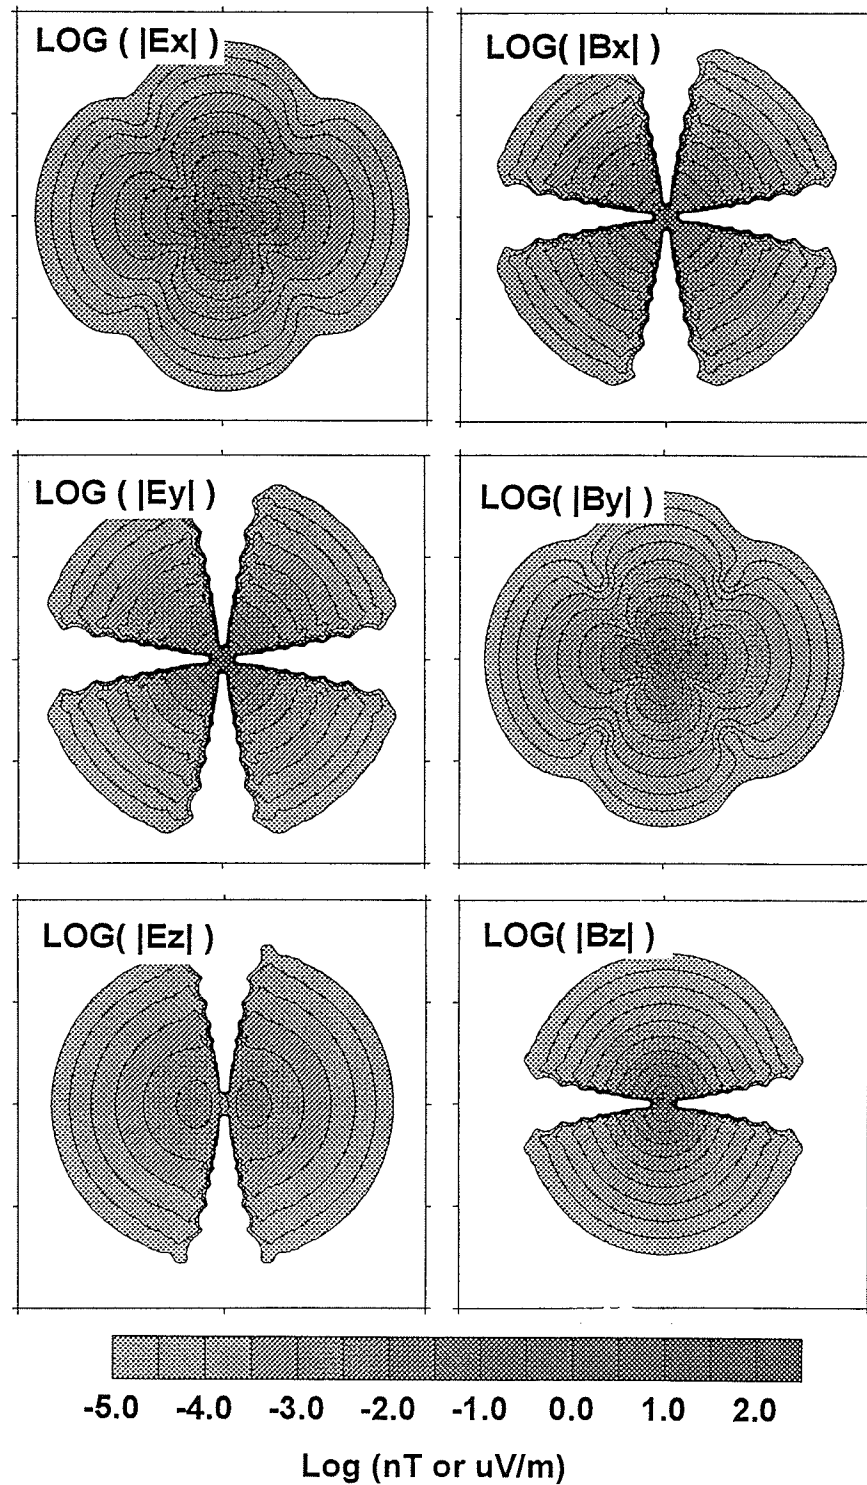 LOG ( |Ex| )
LOG( |Bx| )
LOG ( |Ey| )
LOG( |By| )
LOG( |Ez| )
LOG( |Bz| )
-5.0 -4.0 -3.0 -2.0 -1.0 0.0 1.0 2.0
Log (nT or uV/m)